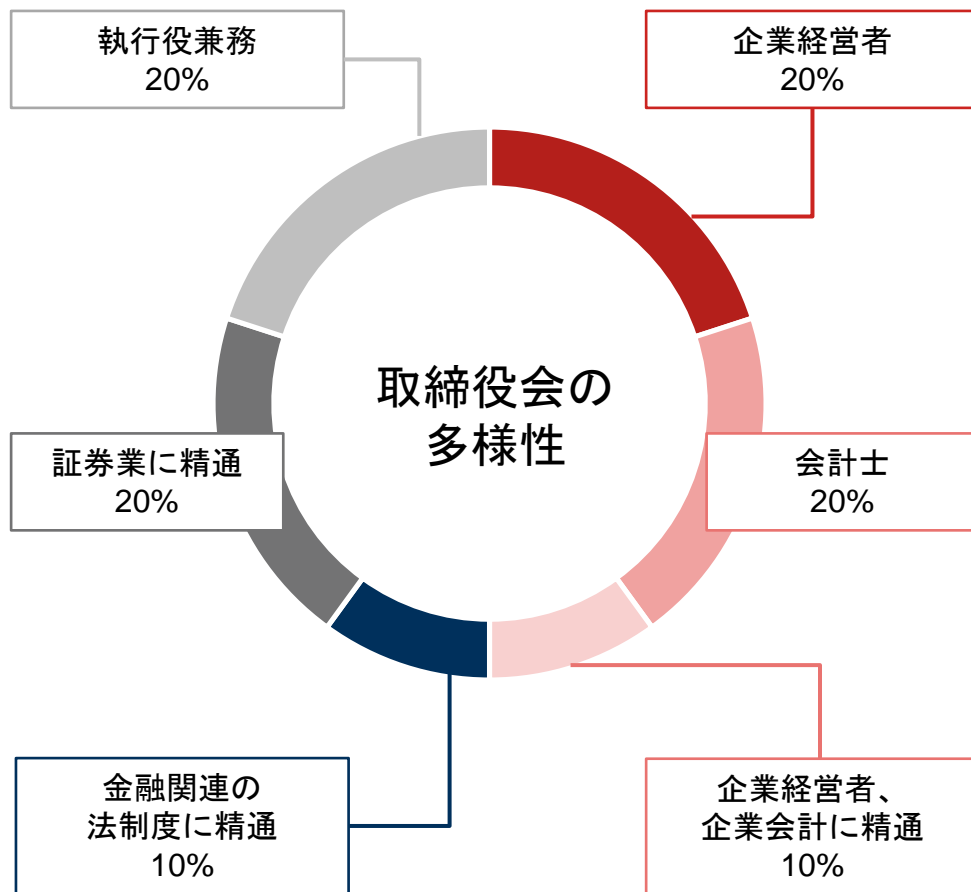 執行役兼務
20%
企業経営者
20%
取締役会の
多様性
証券業に精通
20%
会計士
20%
金融関連の
法制度に精通
10%
企業経営者、
企業会計に精通
10%